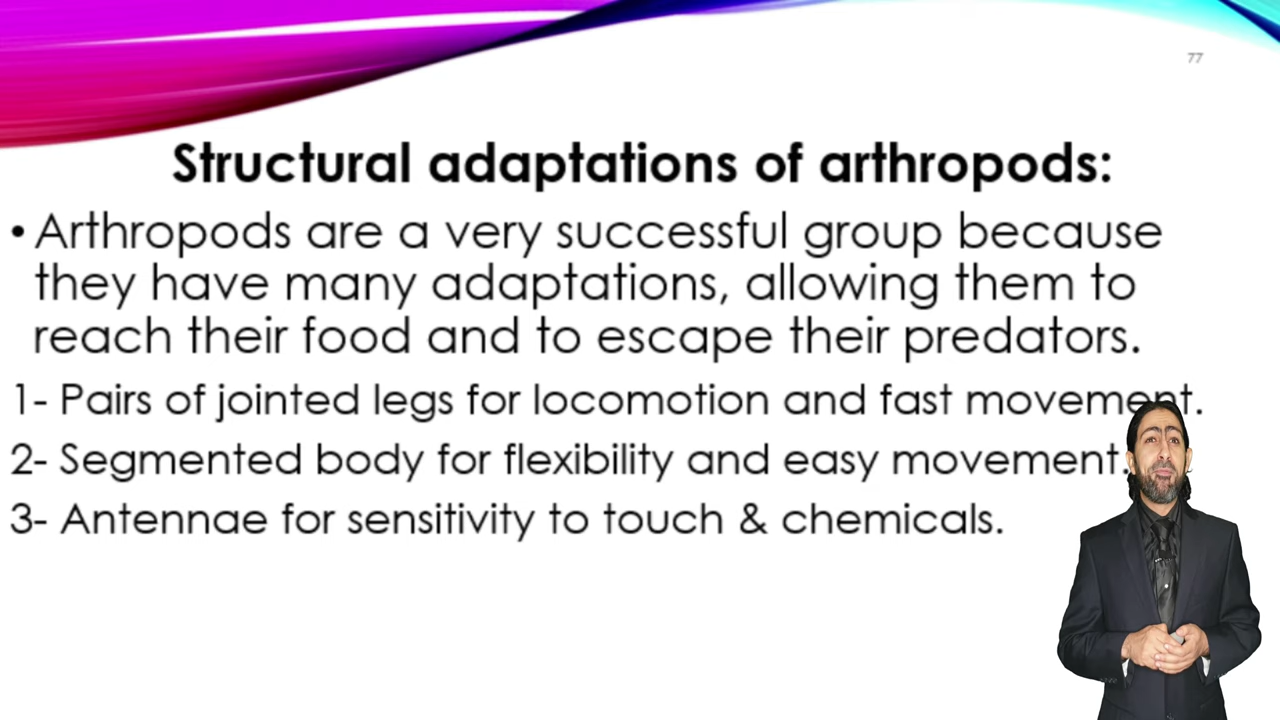 77
Structural adaptations of arthropods:
• Arthropods are a very successful group because
they have many adaptations, allowing them to
reach their food and to escape their predators.
1- Pairs of jointed legs for locomotion and fast movement.
2- Segmented body for flexibility and easy movement.
3- Antennae for sensitivity to touch & chemicals.